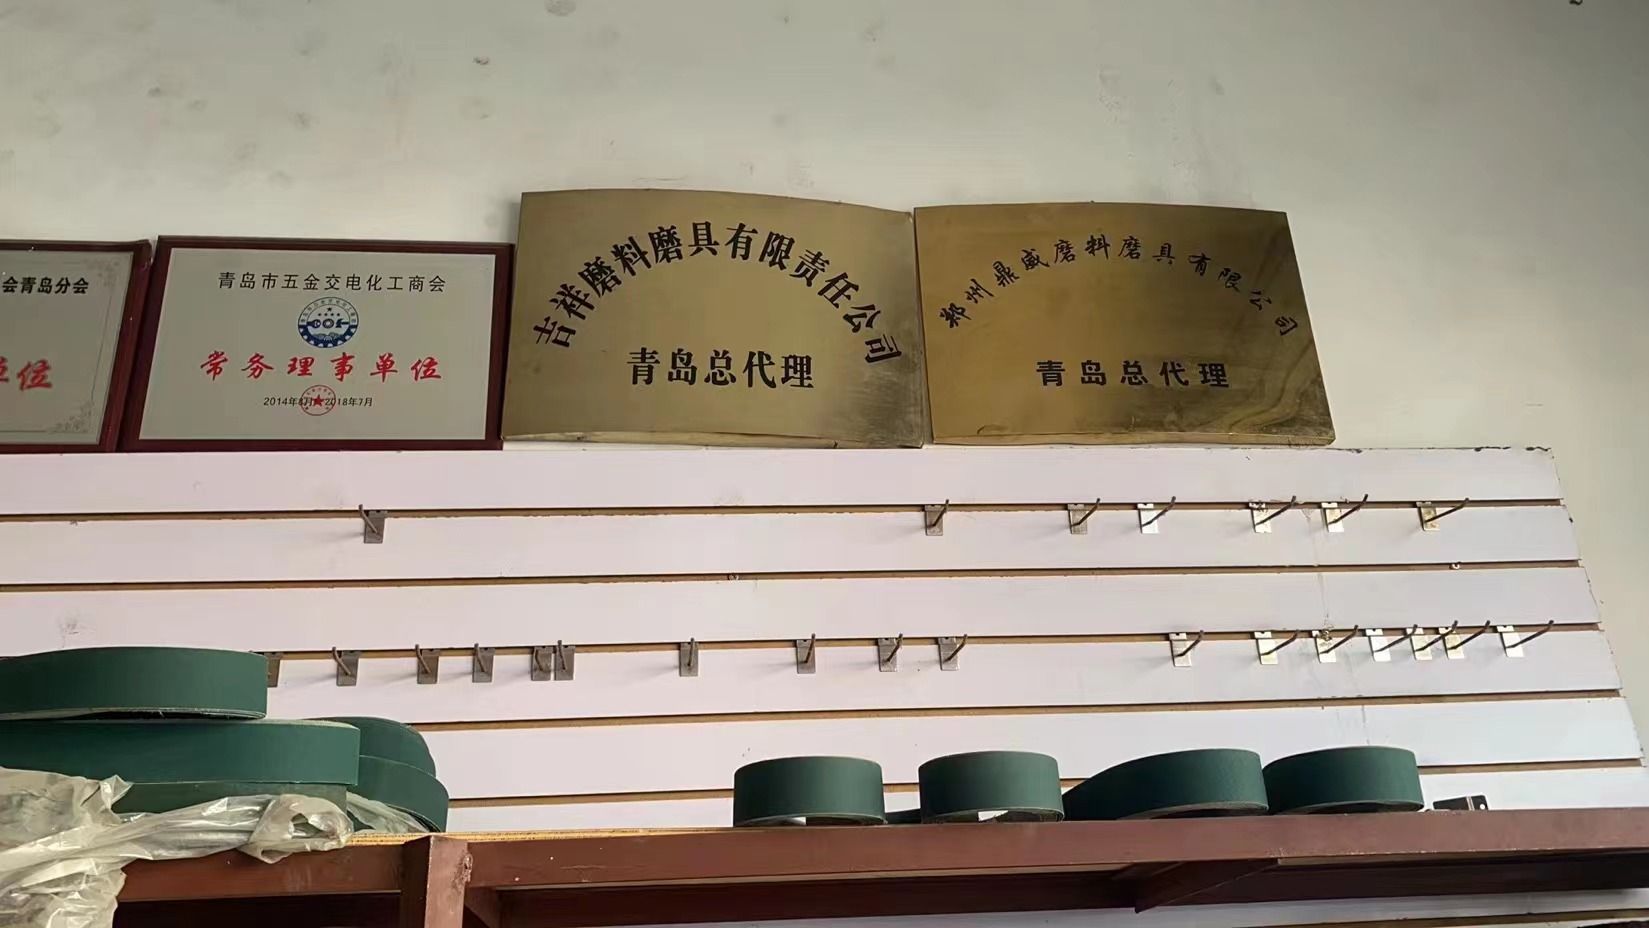 会青岛分会
单位
青岛市五金交电化工商会
常务理事单位
2014年8月-2018年7月
吉祥磨料磨具有限责任公司
青岛总代理
郑州鼎威磨料磨具有限公司
青岛总代理